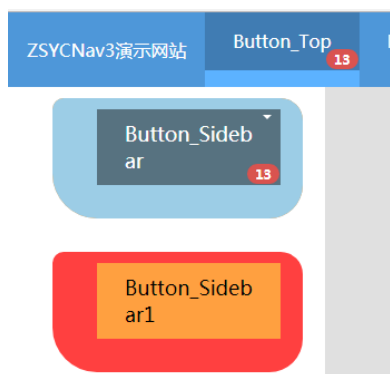 ZSYCNav3演示网站
Button_Top
13
Button_Sideb
ar
13
Button_Sideb
ar1